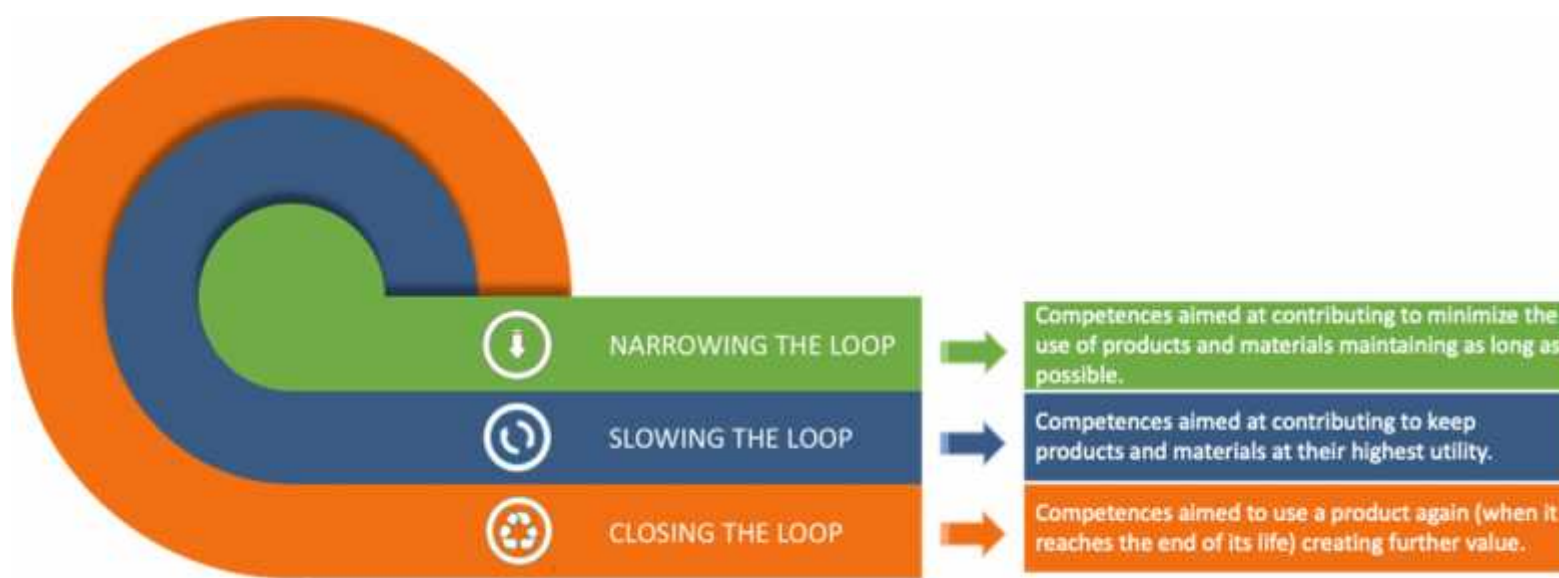 NARROWING THE LOOP
Competences aimed at contributing to minimize the
use of products and materials maintaining as long as
possible.
SLOWING THE LOOP
Competences aimed at contributing to keep
products and materials at their highest utility.
CLOSING THE LOOP
Competences aimed to use a product again (when it
reaches the end of its life) creating further value.